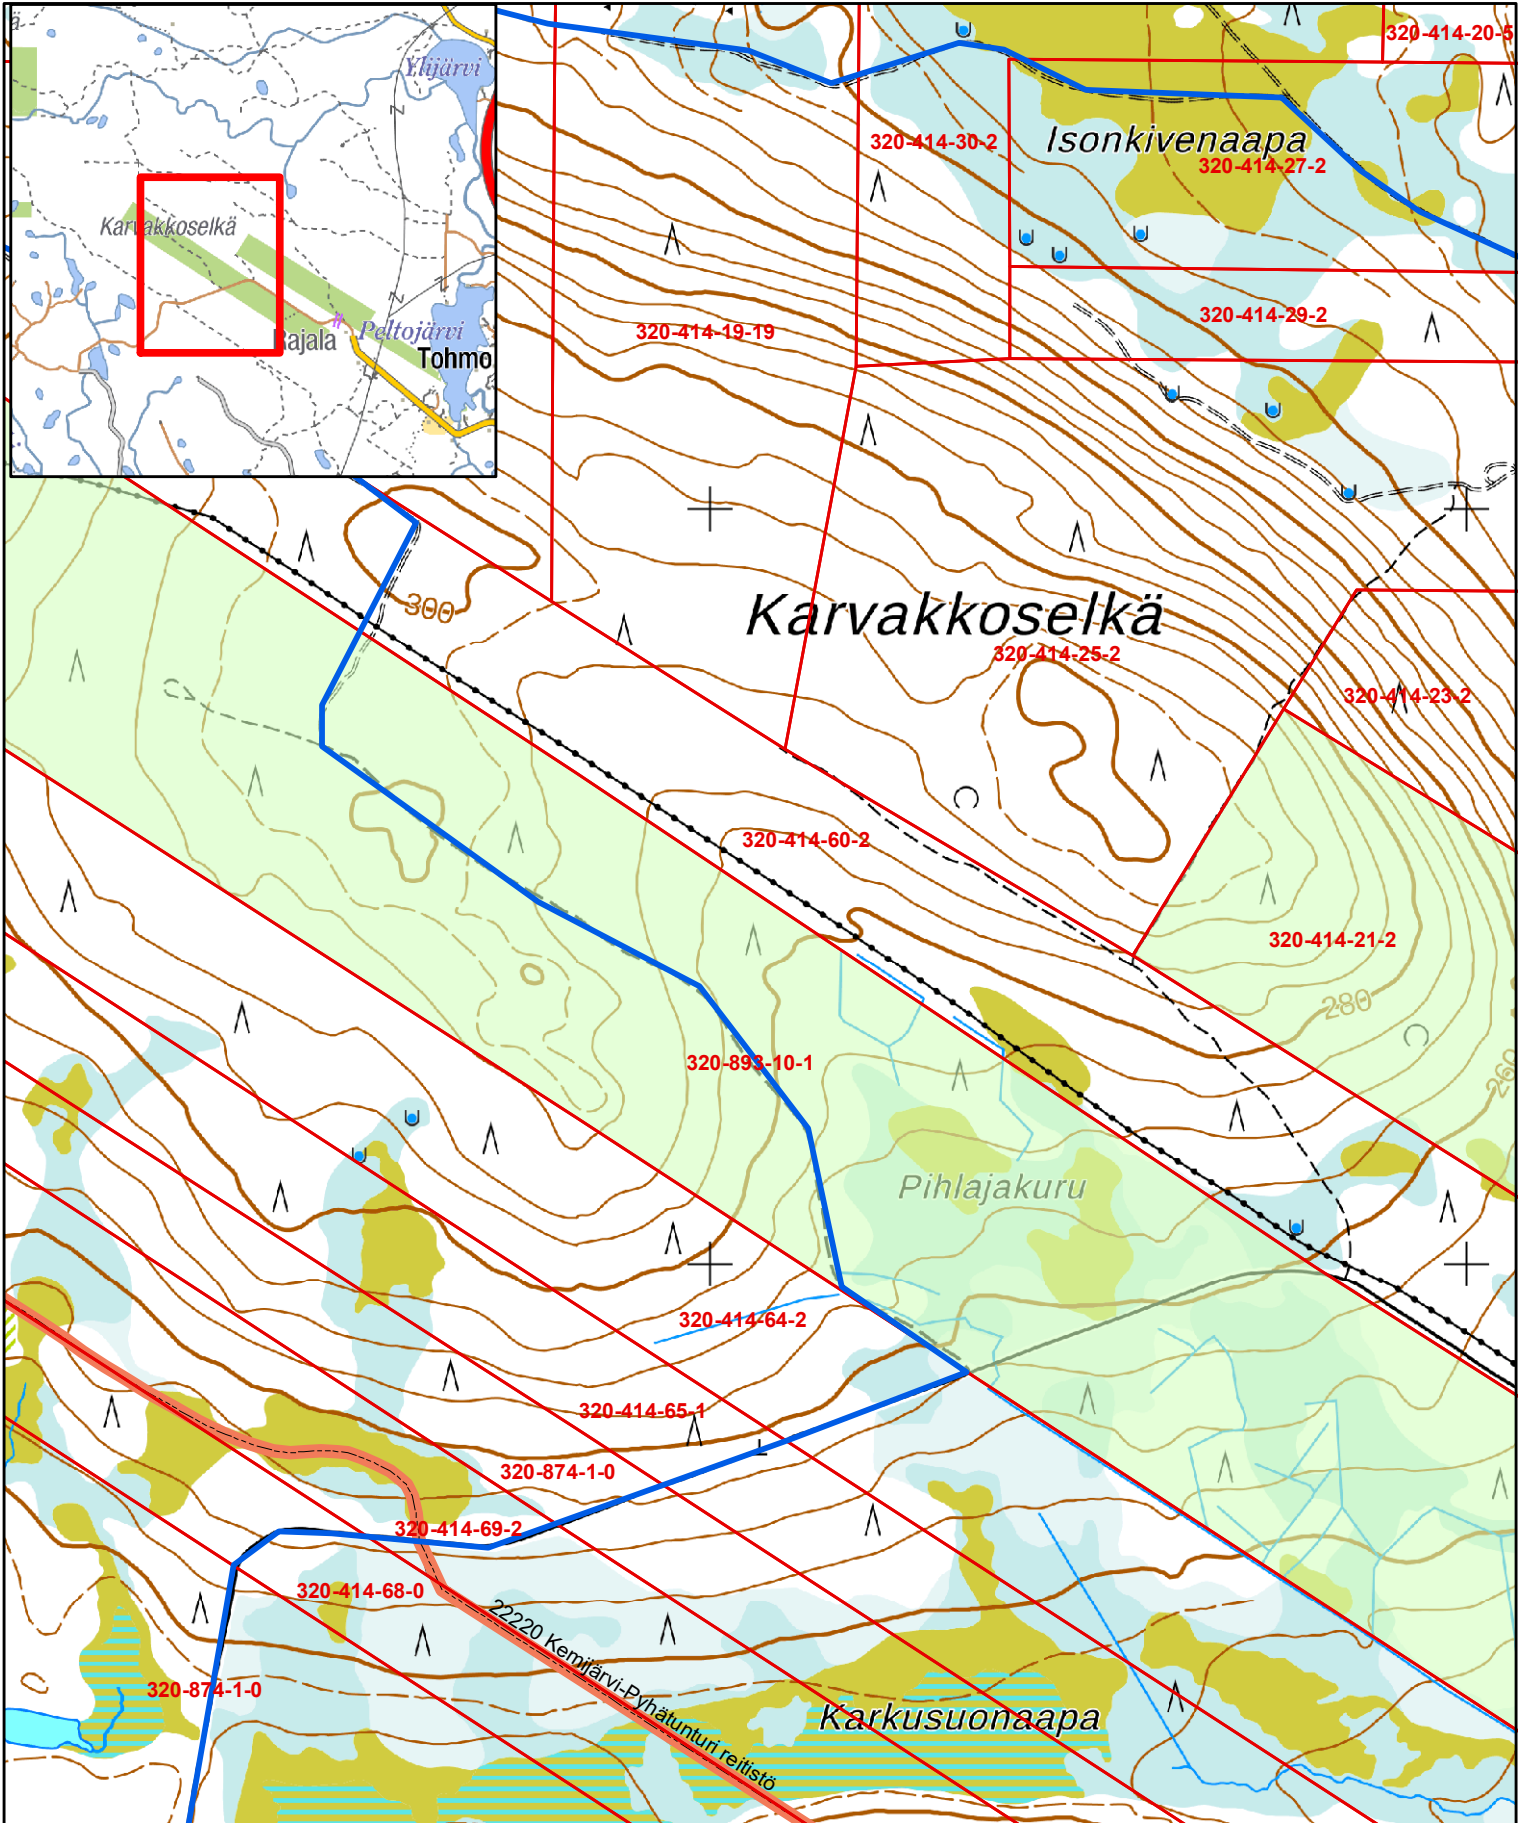 ä
Ylijärvi
Karvakkoselkä
Rajala
Peltojärvi
Tohmo
320-414-20-5
320-414-30-2
Isonkivenaapa
320-414-27-2
320-414-19-19
320-414-29-2
300
Karvakkoselkä
320-414-25-2
320-414-23-2
320-414-60-2
320-414-21-2
280
320-893-10-1
260
Pihlajakuru
320-414-64-2
320-414-65-1
320-874-1-0
320-414-69-2
320-414-68-0
22220 Kemijärvi-Pyhätunturi reitistö
320-874-1-0
Karkusuonaapa